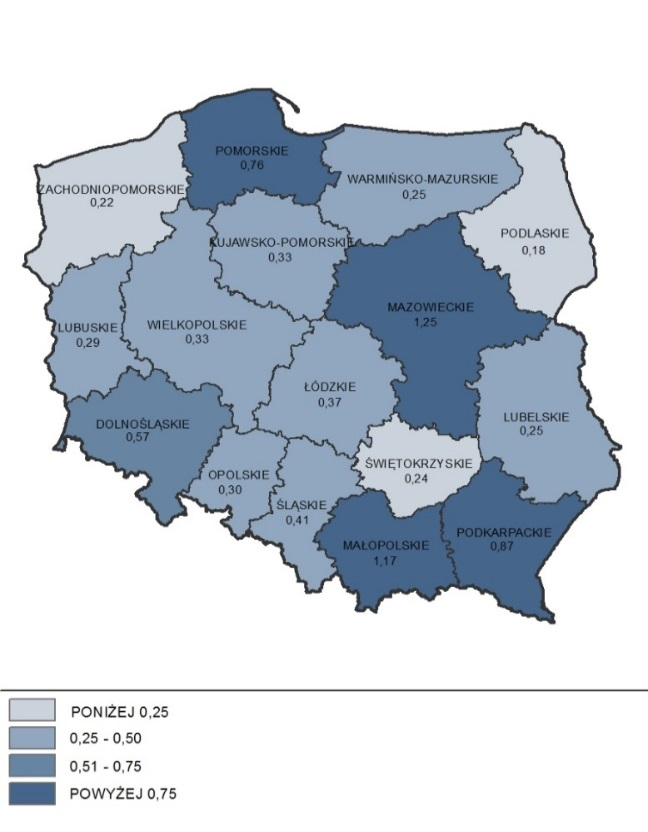 POMORSKIE
0,76
WARMIŃSKO-MAZURSKIE
0,25
ZACHODNIOPOMORSKIE
0,22
PODLASKIE
0,18
KUJAWSKO-POMORSKIE
0,33
MAZOWIECKIE
1,25
LUBUSKIE
0,29
WIELKOPOLSKIE
0,33
ŁÓDZKIE
0,37
LUBELSKIE
0,25
DOLNOŚLĄSKIE
0,57
ŚWIĘTOKRZYSKIE
0,24
OPOLSKIE
0,30
ŚLĄSKIE
0,41
MAŁOPOLSKIE
1,17
PODKARPACKIE
0,87
PONIŻEJ 0,25
0,25 - 0,50
0,51 - 0,75
POWYŻEJ 0,75